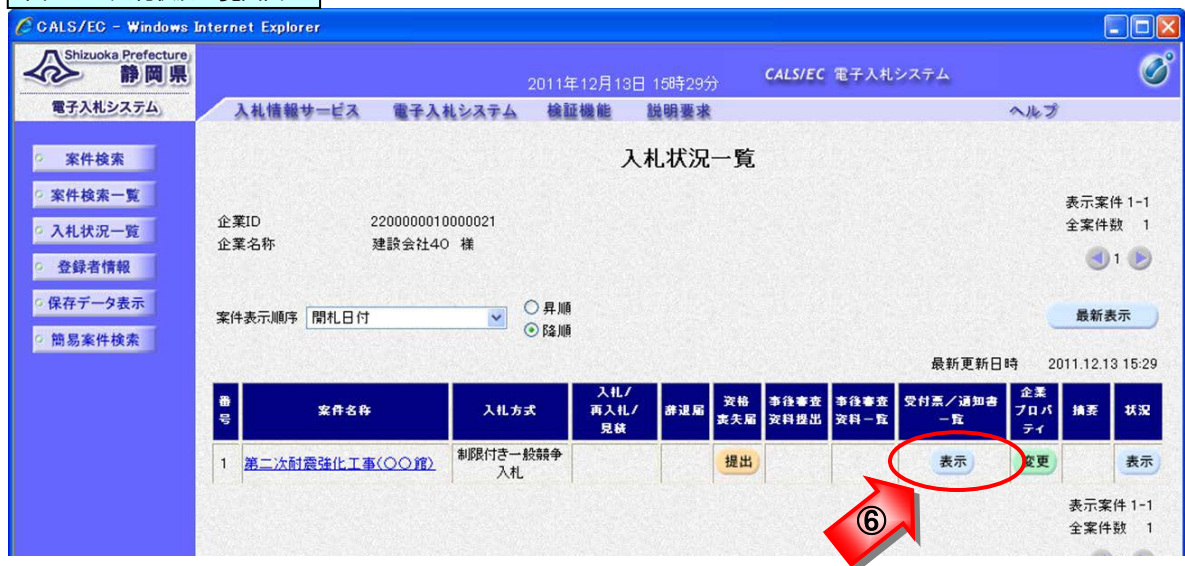 CALS/EC - Windows Internet Explorer
Shizuoka Prefecture
静岡県
電子入札システム
2011年12月13日 15時29分
CALS/EC 電子入札システム
入札情報サービス 電子入札システム 検証機能 説明要求 ヘルプ
案件検索
案件検索一覧
入札状況一覧
登録者情報
保存データ表示
簡易案件検索
入札状況一覧
表示案件 1-1
全案件数 1
企業ID 2200000010000021
企業名称 建設会社40 様
1
案件表示順序 開札日付
昇順
降順
最新表示
最新更新日時 2011.12.13 15:29
番号 案件名称 入札方式 入札/再入札/見積 辞退届 資格喪失届 事後審査資料提出 事後審査資料一覧 受付票/通知書一覧 企業プロパティ 摘要 状況
1 第二次耐震強化工事(〇〇館) 制限付き一般競争入札 提出 表示 変更 表示
⑥
表示案件 1-1
全案件数 1